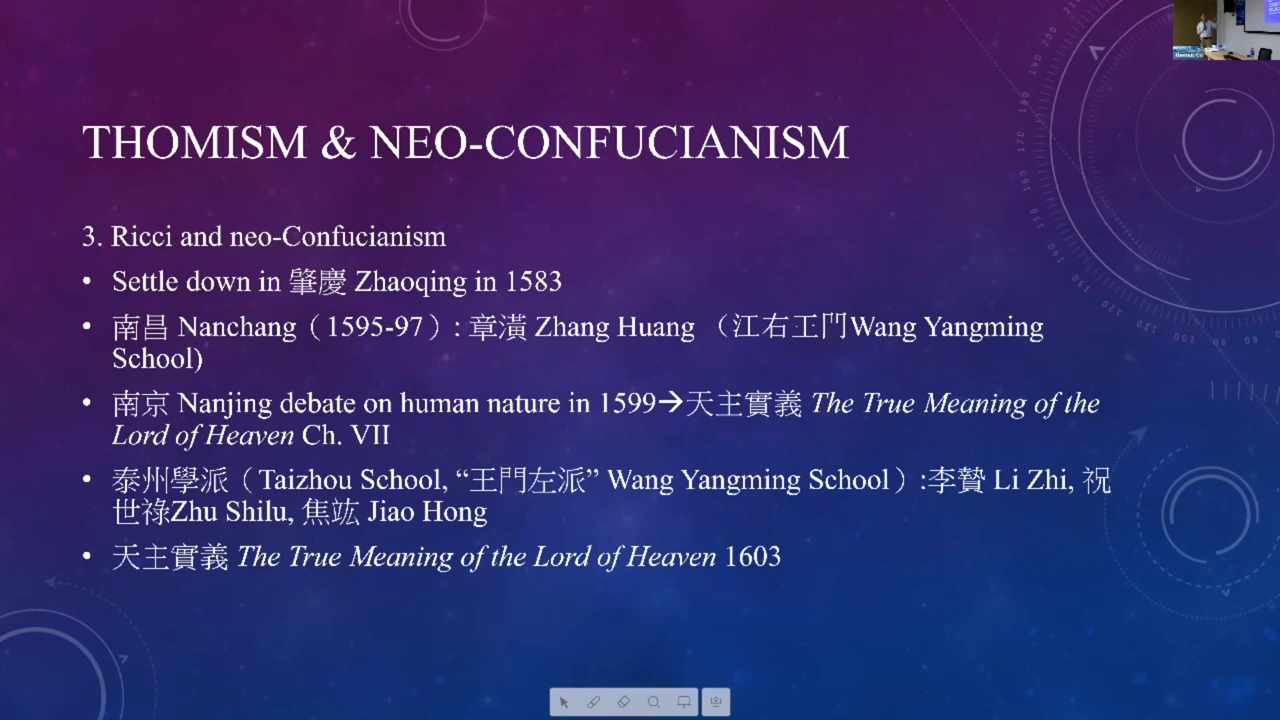 THOMISM & NEO-CONFUCIANISM
3. Ricci and neo-Confucianism
• Settle down in 肇慶 Zhaoqing in 1583
• 南昌 Nanchang（1595-97）: 章潢 Zhang Huang （江右王門Wang Yangming
School)
• 南京 Nanjing debate on human nature in 1599→天主實義 The True Meaning of the
Lord of Heaven Ch. VII
• 泰州學派（Taizhou School, “王門左派” Wang Yangming School）:李贄 Li Zhi, 祝
世祿Zhu Shilu, 焦竑 Jiao Hong
• 天主實義 The True Meaning of the Lord of Heaven 1603